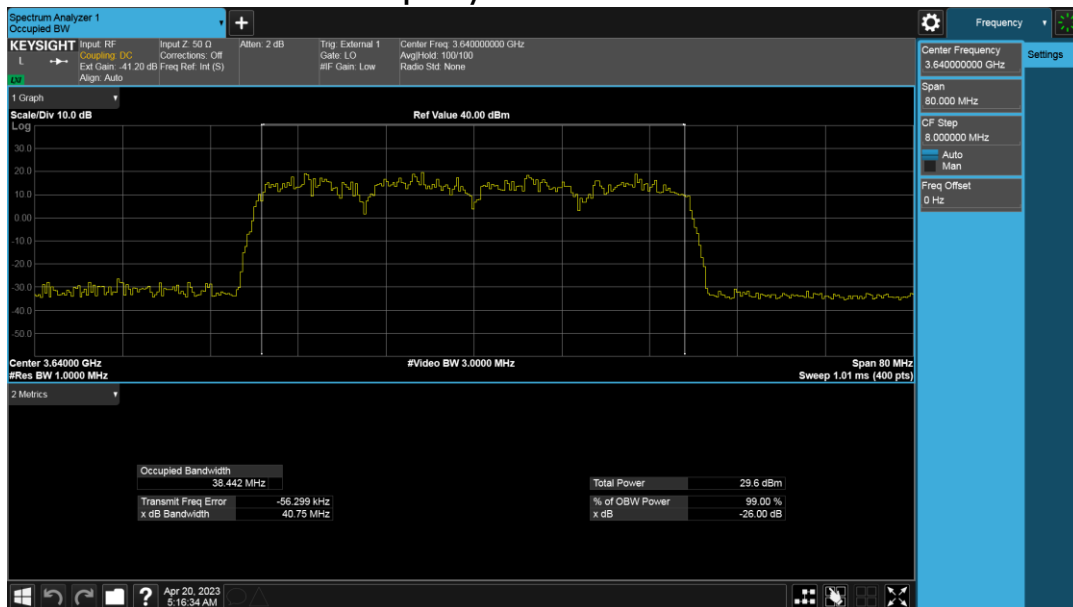 Spectrum Analyzer 1
Occupied BW
Frequency
KEYSIGHT
L
Input: RF
Coupling: DC
Ext Gain: -41.20 dB
Align: Auto
Input Z: 50 Ω
Corrections: Off
Freq Ref: Int (S)
Atten: 2 dB
Trig: External 1
Gate: LO
#IF Gain: Low
Center Freq: 3.640000000 GHz
Avg|Hold: 100/100
Radio Std: None
Center Frequency
3.640000000 GHz
Settings
Span
80.000 MHz
CF Step
8.000000 MHz
Auto
Man
Freq Offset
0 Hz
1 Graph
Scale/Div 10.0 dB
Ref Value 40.00 dBm
Log
30.0
20.0
10.0
0.00
-10.0
-20.0
-30.0
-40.0
-50.0
Center 3.64000 GHz
#Video BW 3.0000 MHz
Span 80 MHz
#Res BW 1.0000 MHz
Sweep 1.01 ms (400 pts)
2 Metrics
Occupied Bandwidth
38.442 MHz
Total Power 29.6 dBm
Transmit Freq Error -56.299 kHz
% of OBW Power 99.00 %
x dB Bandwidth 40.75 MHz
x dB -26.00 dB
?
Apr 20, 2023
5:16:34 AM